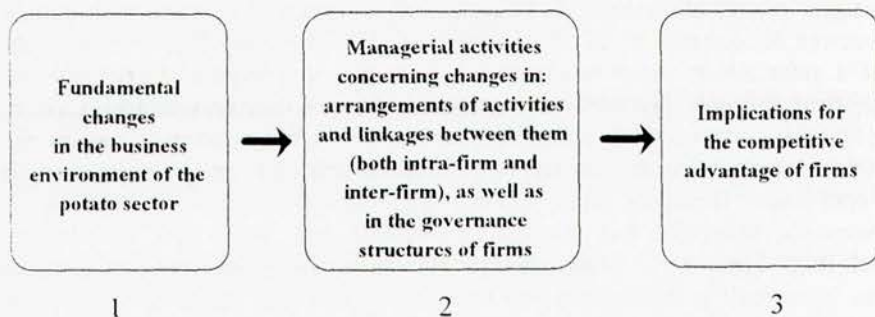 Fundamental
changes
in the business
environment of the
potato sector
Managerial activities
concerning changes in:
arrangements of activities
and linkages between them
(both intra-firm and
inter-firm), as well as
in the governance
structures of firms
Implications for
the competitive
advantage of firms
1
2
3